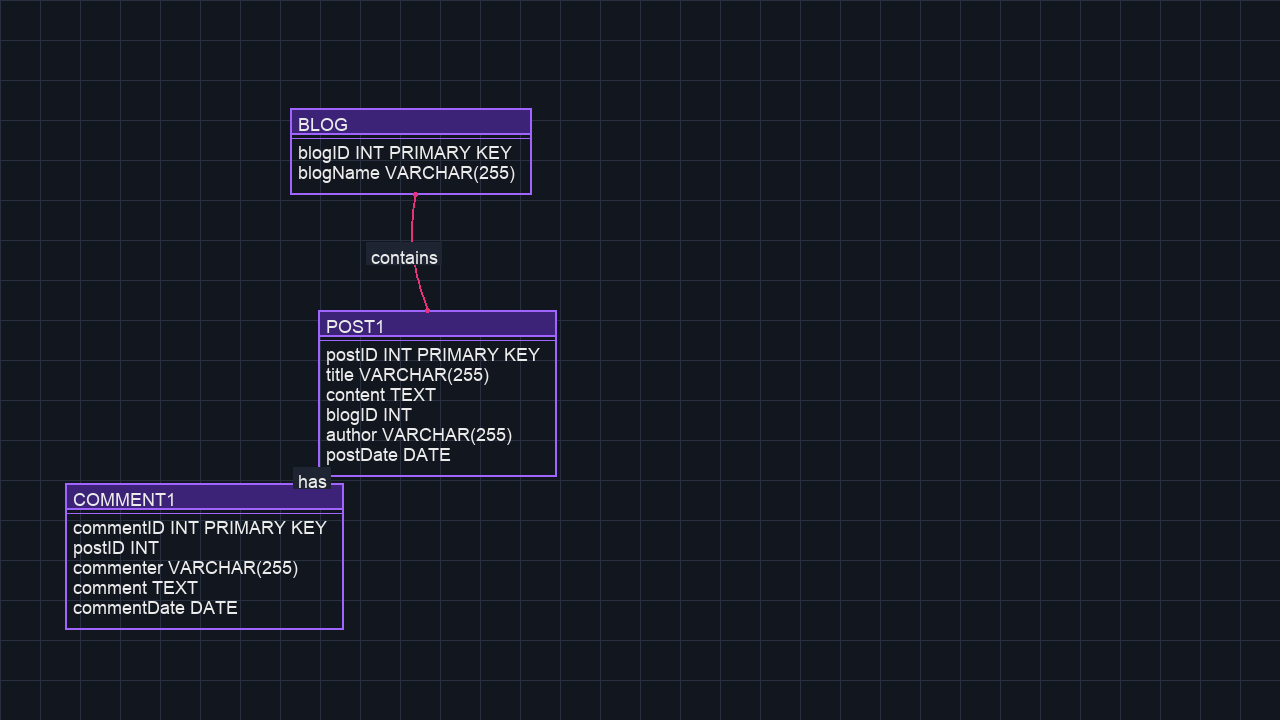 BLOG
blogID INT PRIMARY KEY
blogName VARCHAR(255)
contains
POST1
postID INT PRIMARY KEY
title VARCHAR(255)
content TEXT
blogID INT
author VARCHAR(255)
postDate DATE
has
COMMENT1
commentID INT PRIMARY KEY
postID INT
commenter VARCHAR(255)
comment TEXT
commentDate DATE